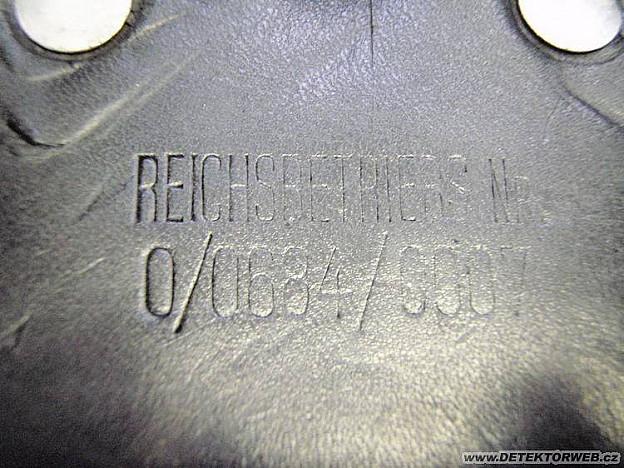 REICHSBETRIEBS Nr.
0/0684/
www.DETEKTORWEB.cz